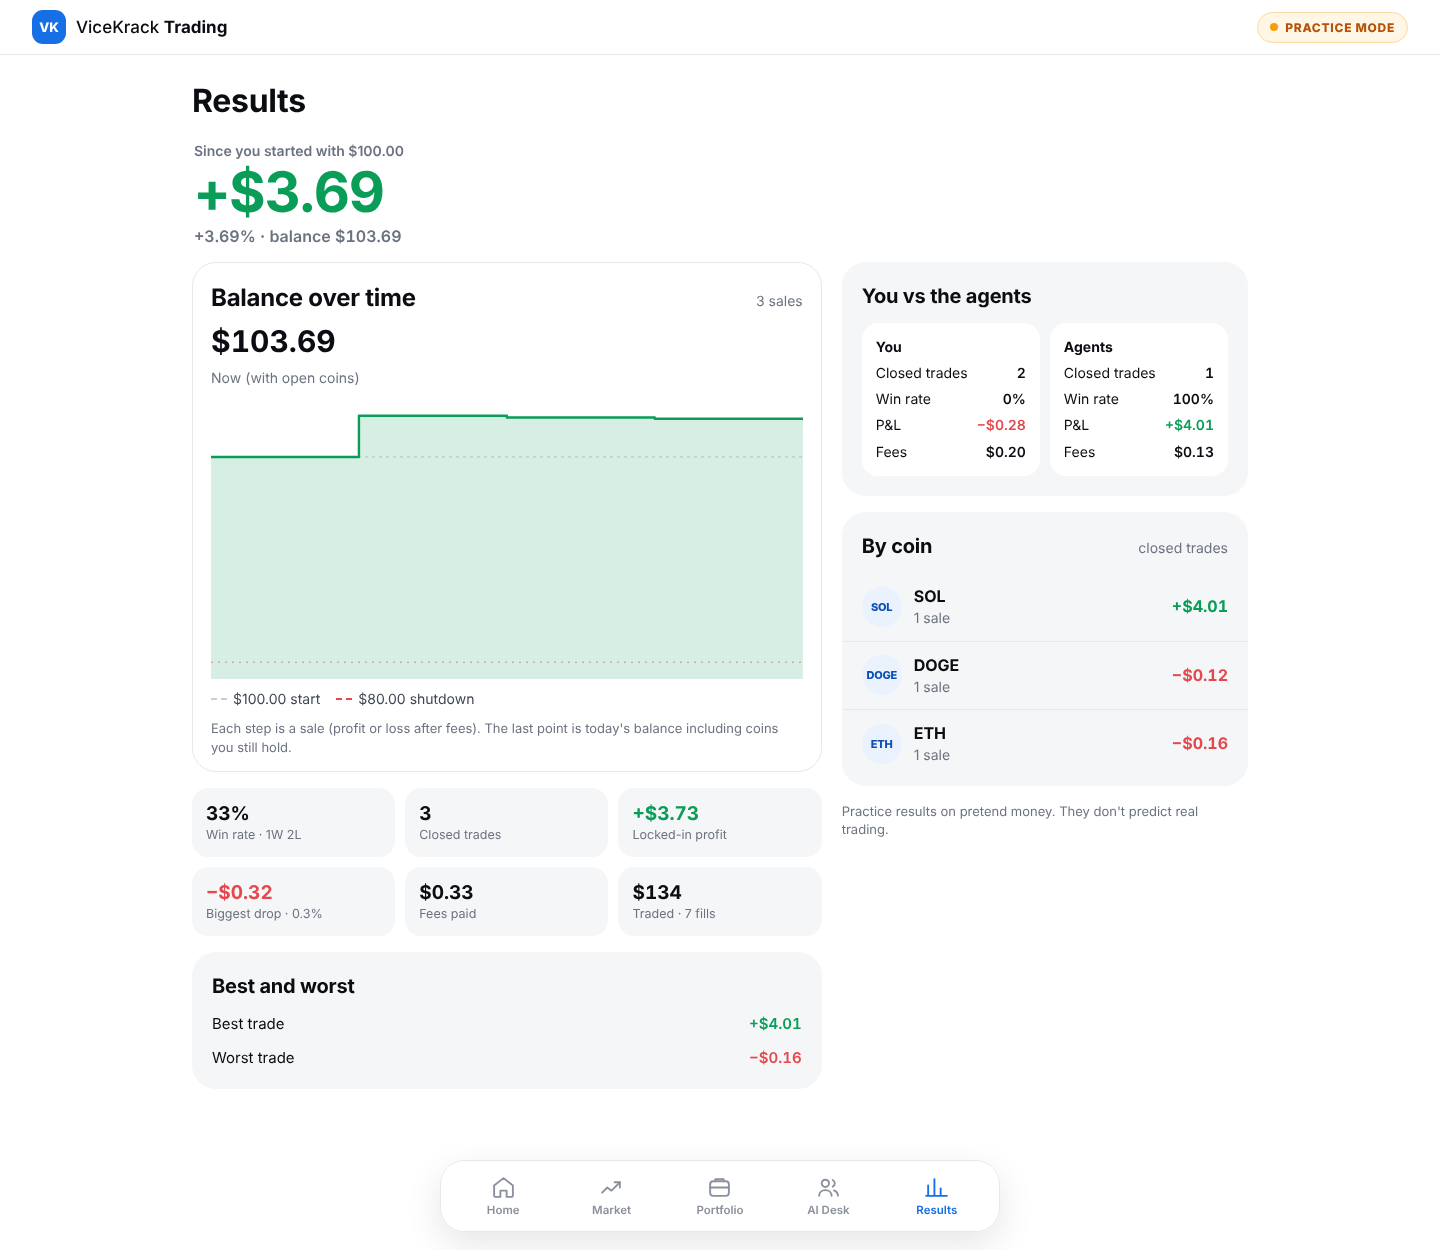 VK
ViceKrack Trading
PRACTICE MODE
Results
Since you started with $100.00
+$3.69
+3.69% · balance $103.69
Balance over time
3 sales
$103.69
Now (with open coins)
$100.00 start
$80.00 shutdown
Each step is a sale (profit or loss after fees). The last point is today's balance including coins
you still hold.
33%
Win rate · 1W 2L
3
Closed trades
+$3.73
Locked-in profit
−$0.32
Biggest drop · 0.3%
$0.33
Fees paid
$134
Traded · 7 fills
Best and worst
Best trade +$4.01
Worst trade −$0.16
You vs the agents
You
Closed trades 2
Win rate 0%
P&L −$0.28
Fees $0.20
Agents
Closed trades 1
Win rate 100%
P&L +$4.01
Fees $0.13
By coin
closed trades
SOL
SOL
1 sale
+$4.01
DOGE
DOGE
1 sale
−$0.12
ETH
ETH
1 sale
−$0.16
Practice results on pretend money. They don't predict real
trading.
Home
Market
Portfolio
AI Desk
Results